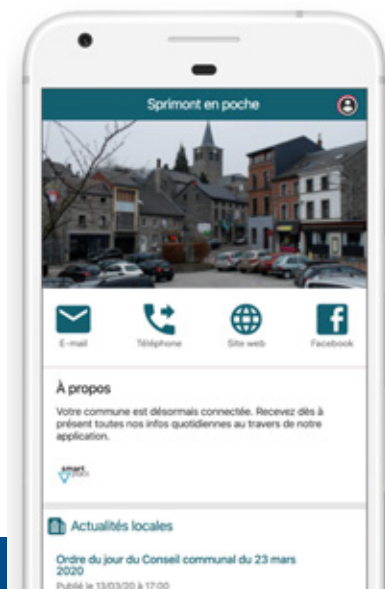 Sprimont en poche
E-mail
Téléphone
Site web
Facebook
À propos
Votre commune est désormais connectée. Recevez dès à
présent toutes nos infos quotidiennes au travers de notre
application.
smart
Actualités locales
Ordre du jour du Conseil communal du 23 mars
2020
Publié le 13/03/20 à 17:00